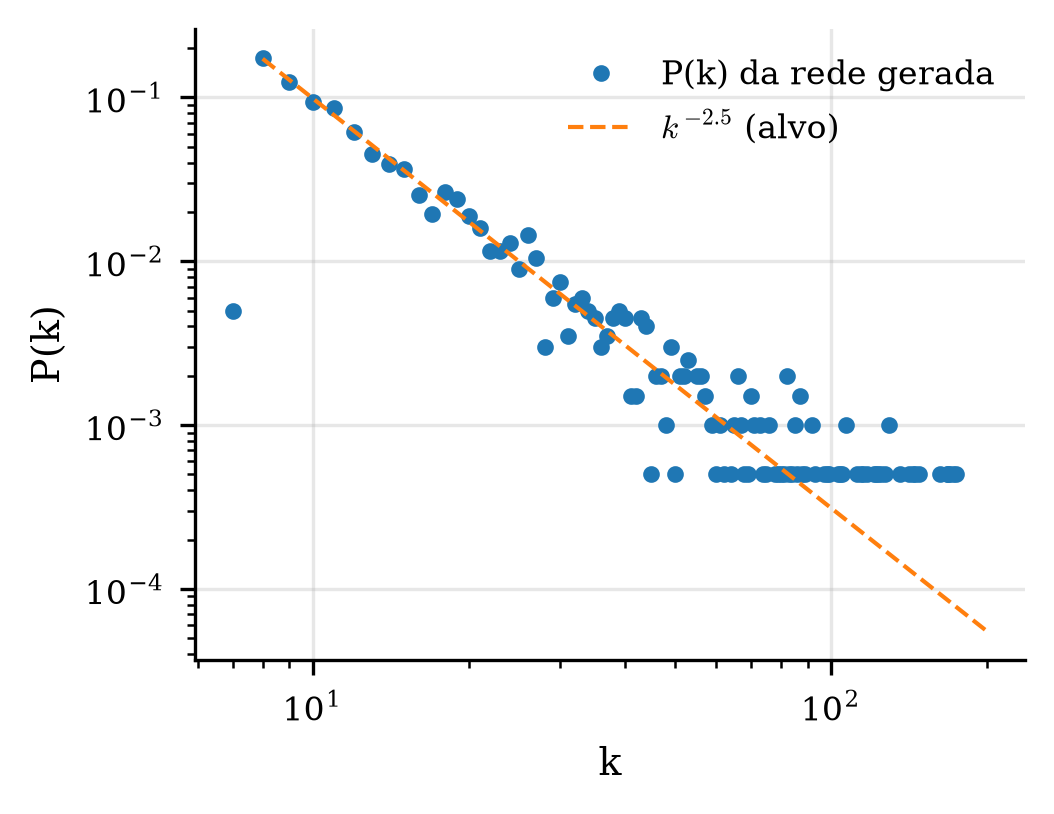 P(k) da rede gerada
k^{-2.5} (alvo)
10^{-1}
10^{-2}
10^{-3}
10^{-4}
P(k)
10^1
10^2
k